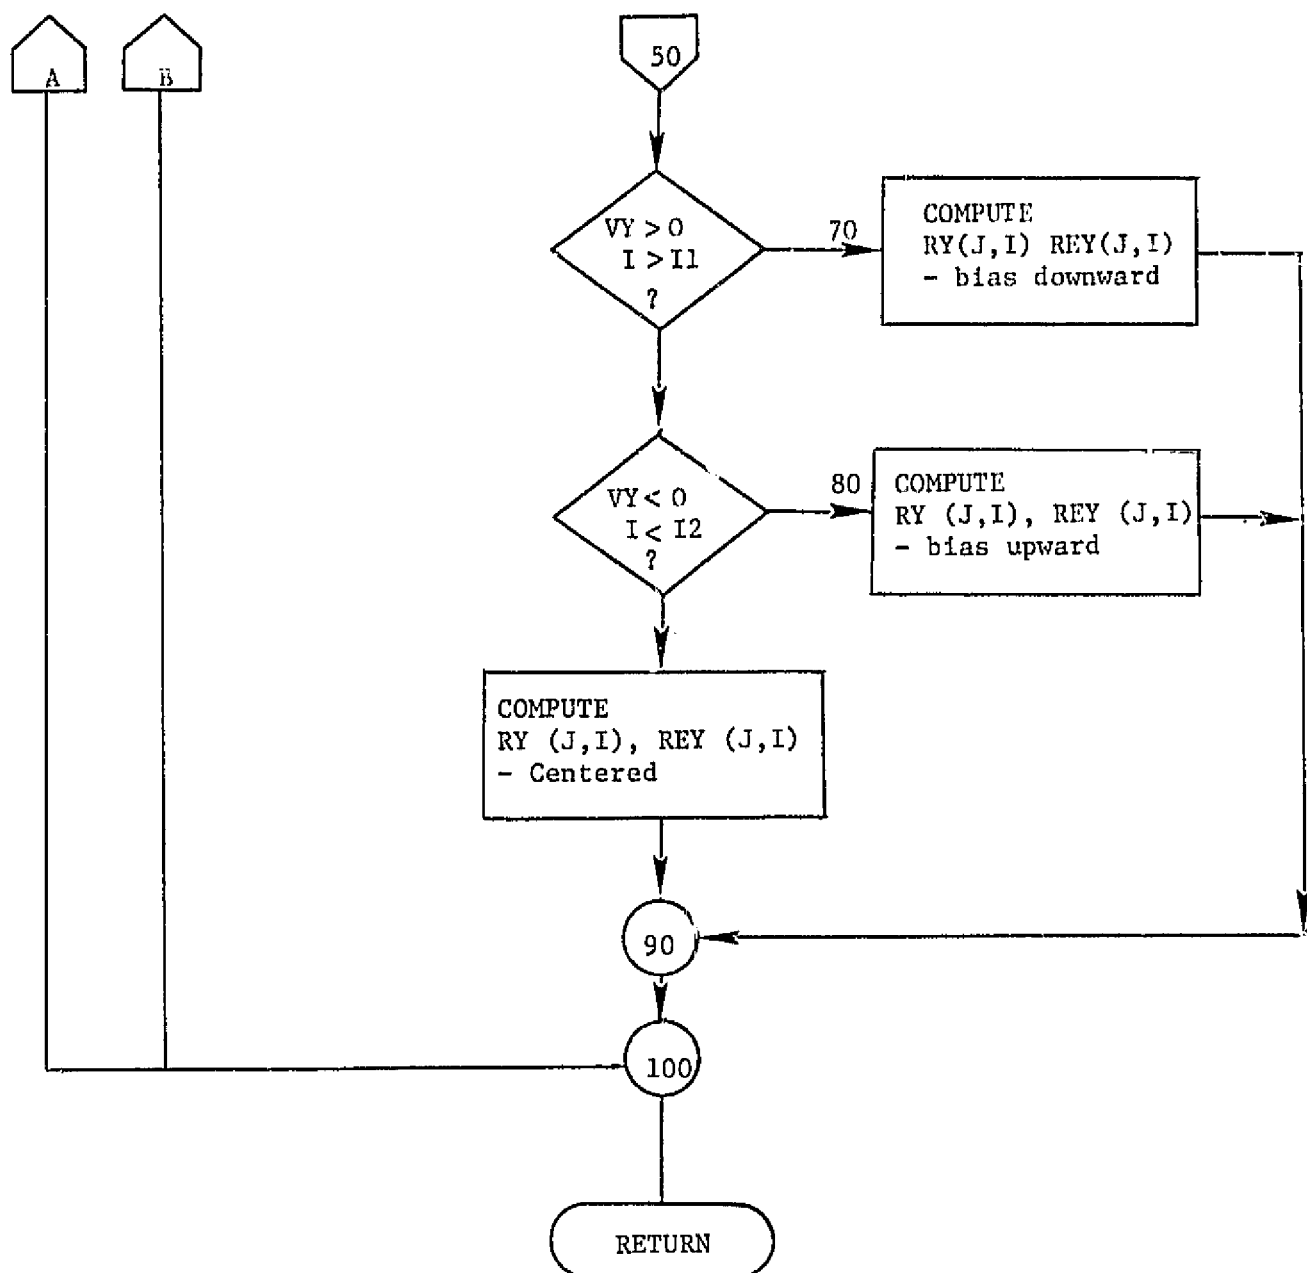 A
B
50
VY > 0
I > I1
?
70
COMPUTE
RY(J,I) REY(J,I)
- bias downward
VY < 0
I < I2
?
80
COMPUTE
RY (J,I), REY (J,I)
- bias upward
COMPUTE
RY (J,I), REY (J,I)
- Centered
90
100
RETURN